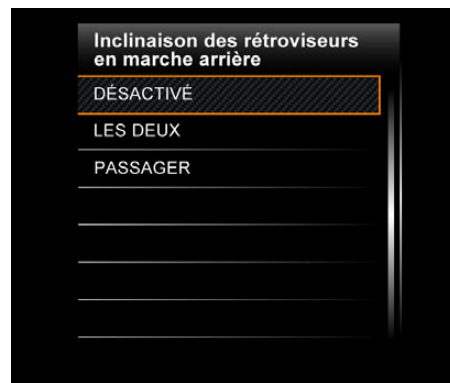 Inclinaison des rétroviseurs
en marche arrière
DÉSACTIVÉ
LES DEUX
PASSAGER